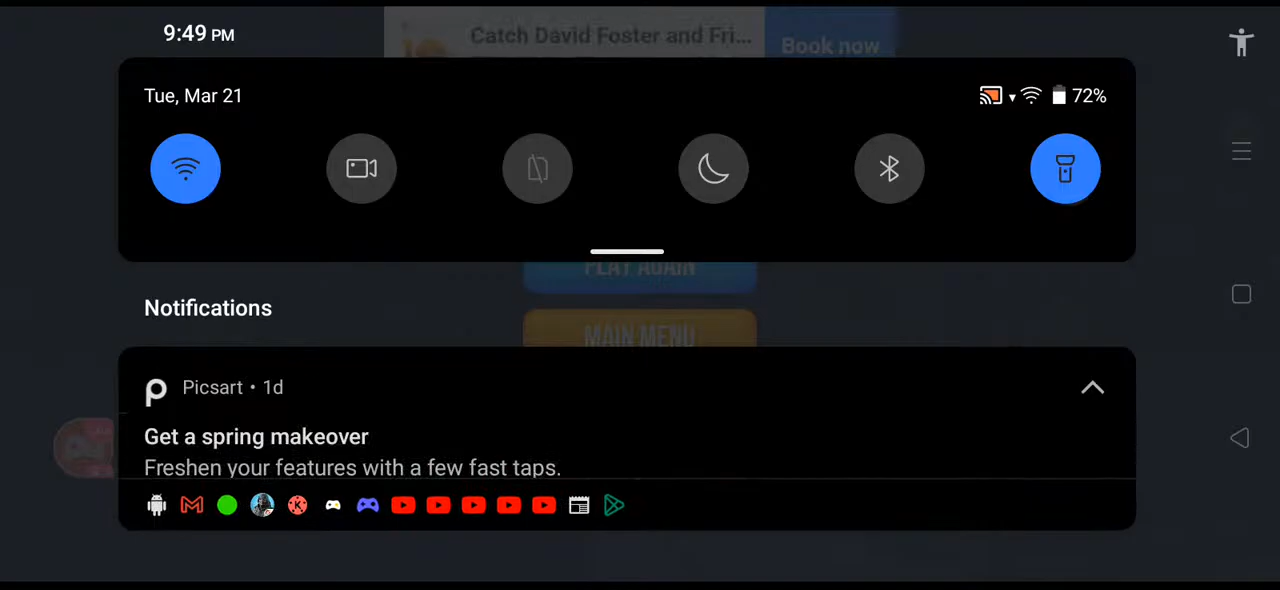 9:49 PM
Catch David Foster and Fri...
Book now
Tue, Mar 21
72%
PLAY AGAIN
Notifications
MAIN MENU
Picsart • 1d
Get a spring makeover
Freshen your features with a few fast taps.